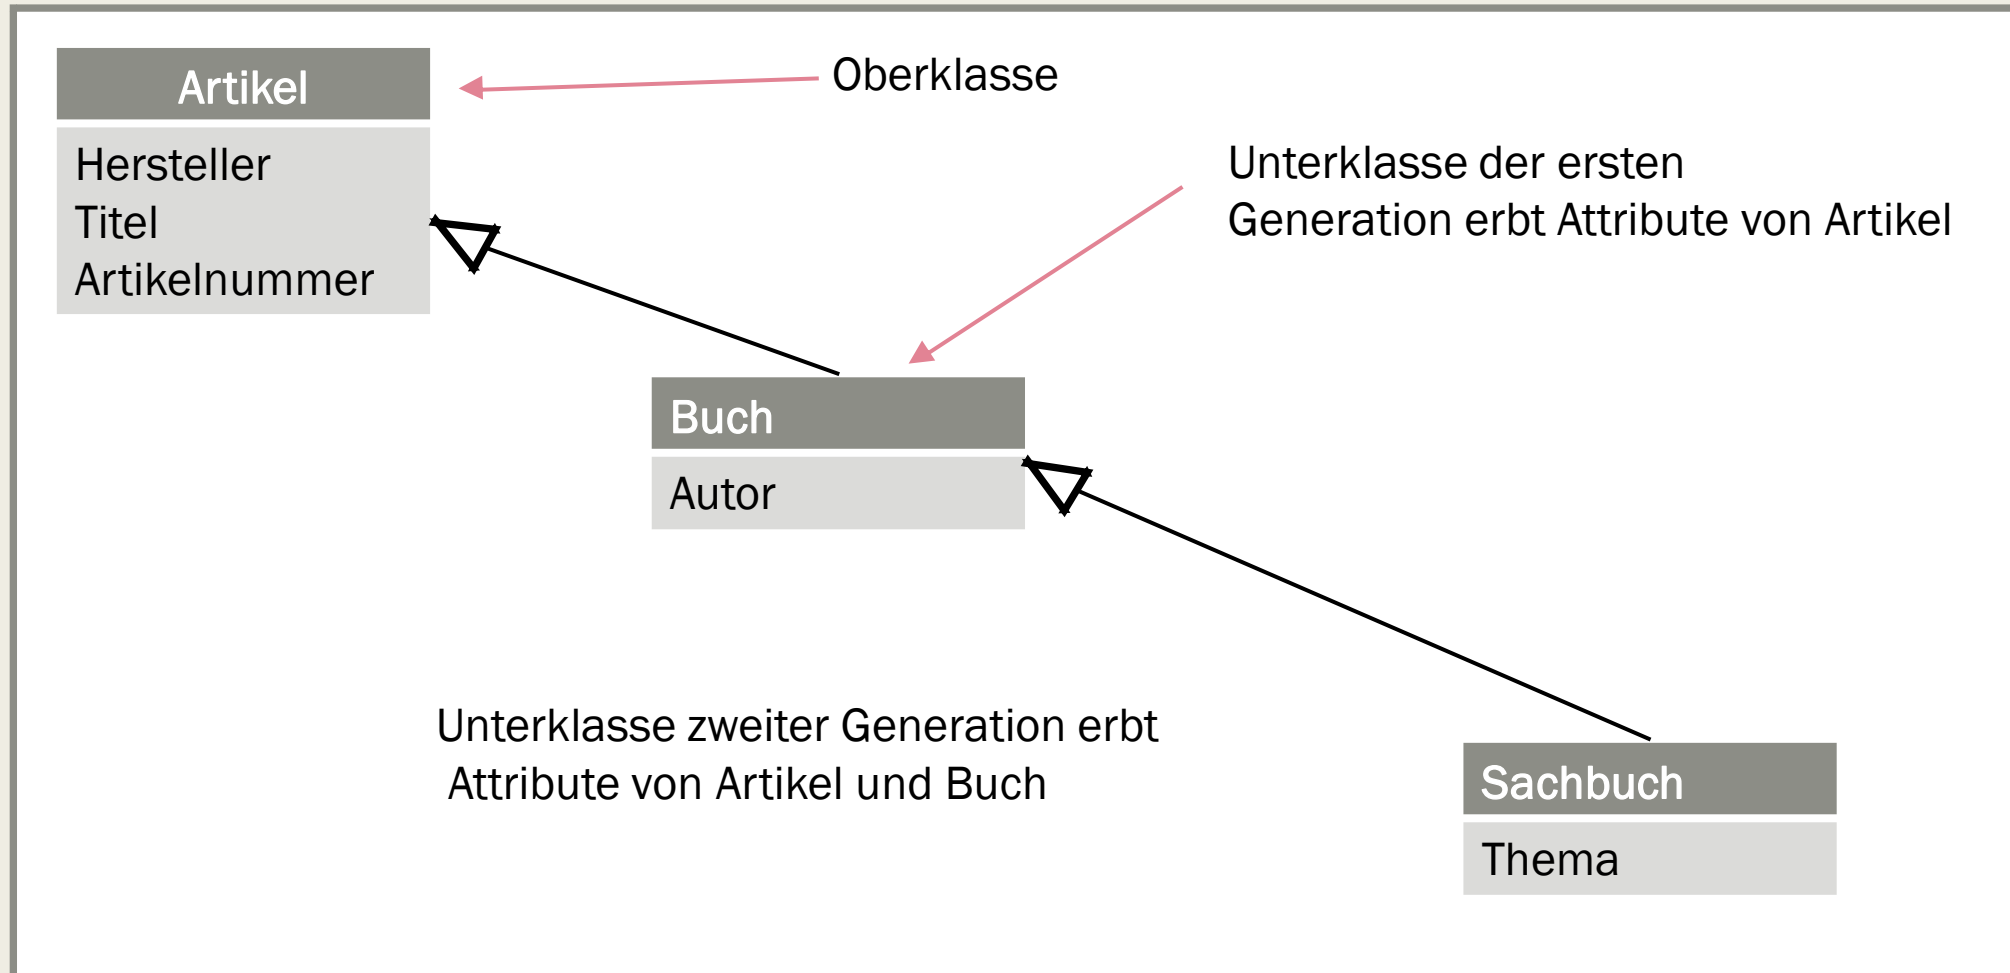 Artikel
Oberklasse
Hersteller
Titel
Artikelnummer
Unterklasse der ersten
Generation erbt Attribute von Artikel
Buch
Autor
Unterklasse zweiter Generation erbt
Attribute von Artikel und Buch
Sachbuch
Thema